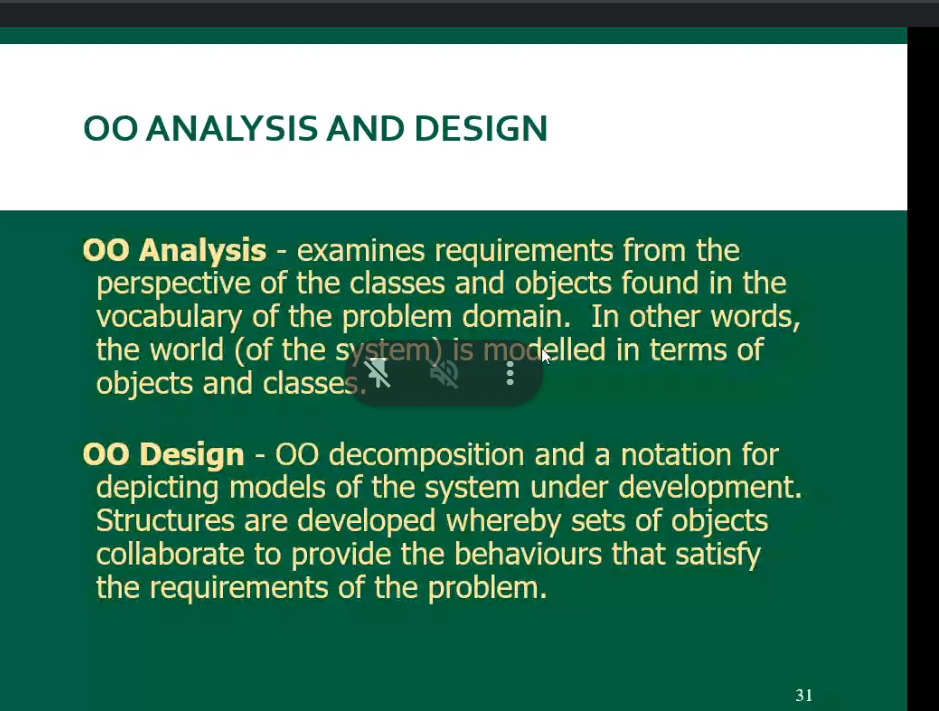 OO ANALYSIS AND DESIGN
OO Analysis - examines requirements from the
perspective of the classes and objects found in the
vocabulary of the problem domain.  In other words,
the world (of the system) is modelled in terms of
objects and classes.
OO Design - OO decomposition and a notation for
depicting models of the system under development.
Structures are developed whereby sets of objects
collaborate to provide the behaviours that satisfy
the requirements of the problem.
31